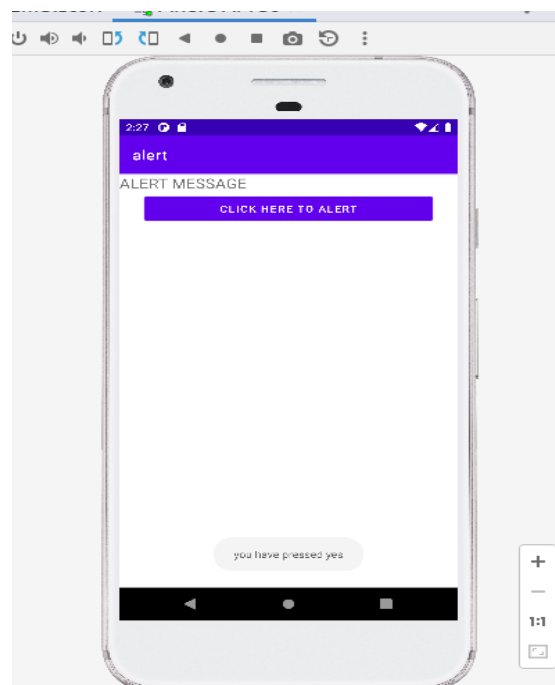 2:27
alert
ALERT MESSAGE
CLICK HERE TO ALERT
you have pressed yes
1:1